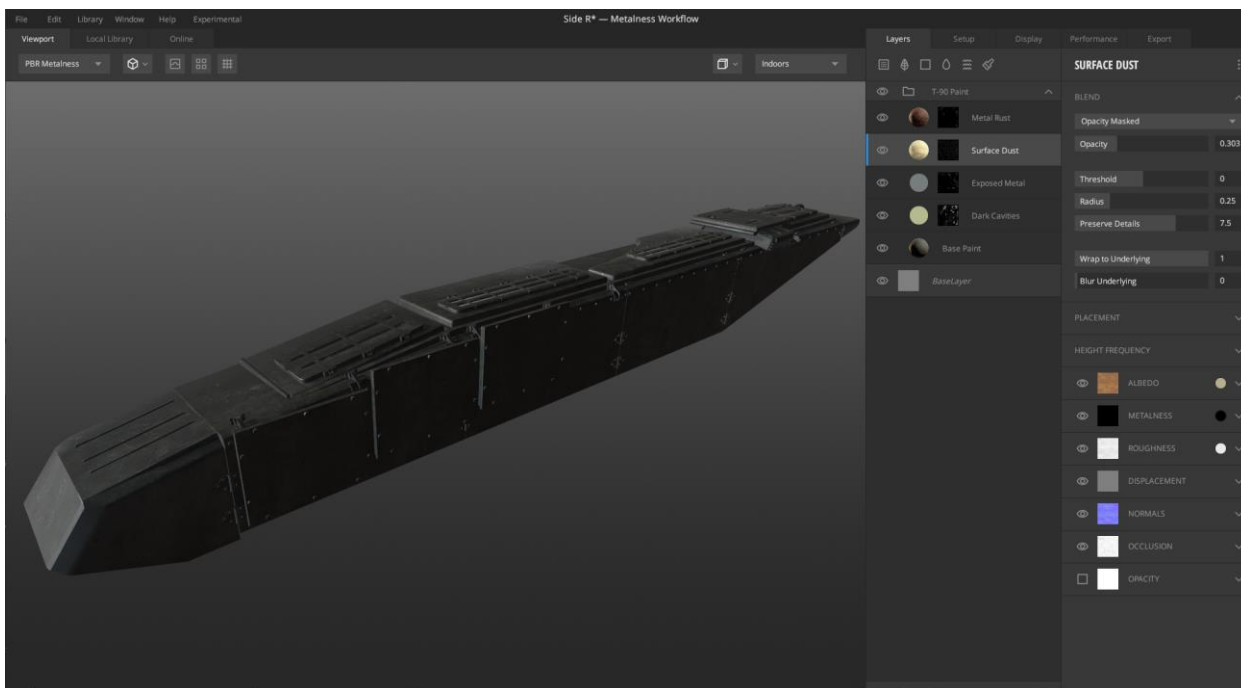 File Edit Library Window Help Experimental
Side R* — Metalness Workflow
Viewport Local Library Online
PBR Metalness
Indoors
Layers Setup Display Performance Export
T-90 Paint
Metal Rust
Surface Dust
Exposed Metal
Dark Cavities
Base Paint
BaseLayer
SURFACE DUST
BLEND
Opacity Masked
Opacity 0.303
Threshold 0
Radius 0.25
Preserve Details 7.5
Wrap to Underlying 1
Blur Underlying 0
PLACEMENT
HEIGHT FREQUENCY
ALBEDO
METALNESS
ROUGHNESS
DISPLACEMENT
NORMALS
OCCLUSION
OPACITY